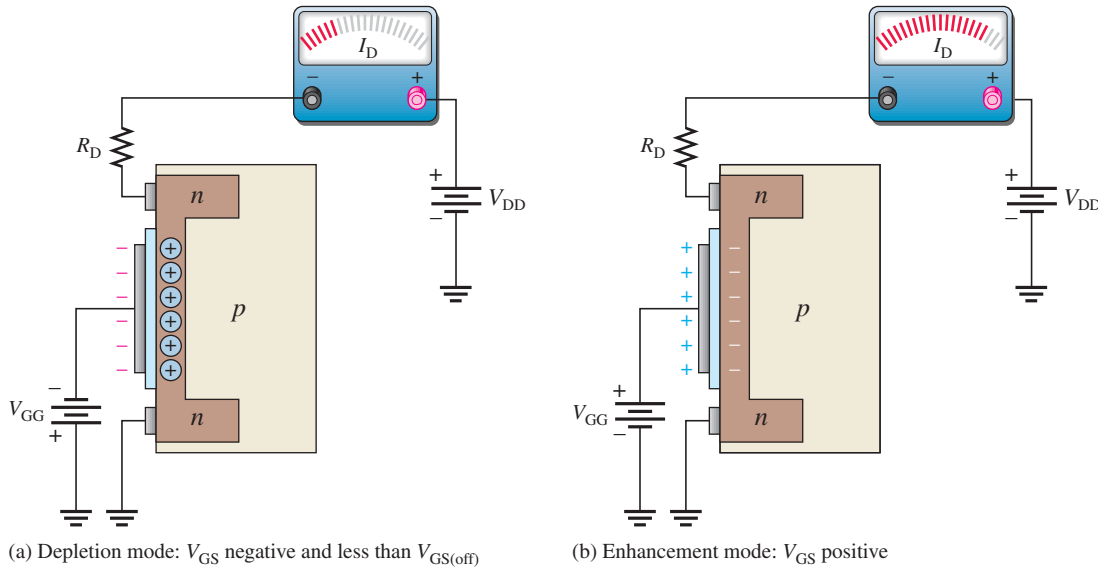 I_D
− +
R_D
n
+
V_DD
−
− + 
− +
− +
p
− +
− +
− +
−
V_GG
+
n
(a) Depletion mode: V_GS negative and less than V_GS(off)
I_D
− +
R_D
n
+
V_DD
−
+ −
+ −
+ −
p
+ −
+ −
+ −
+
V_GG
−
n
(b) Enhancement mode: V_GS positive